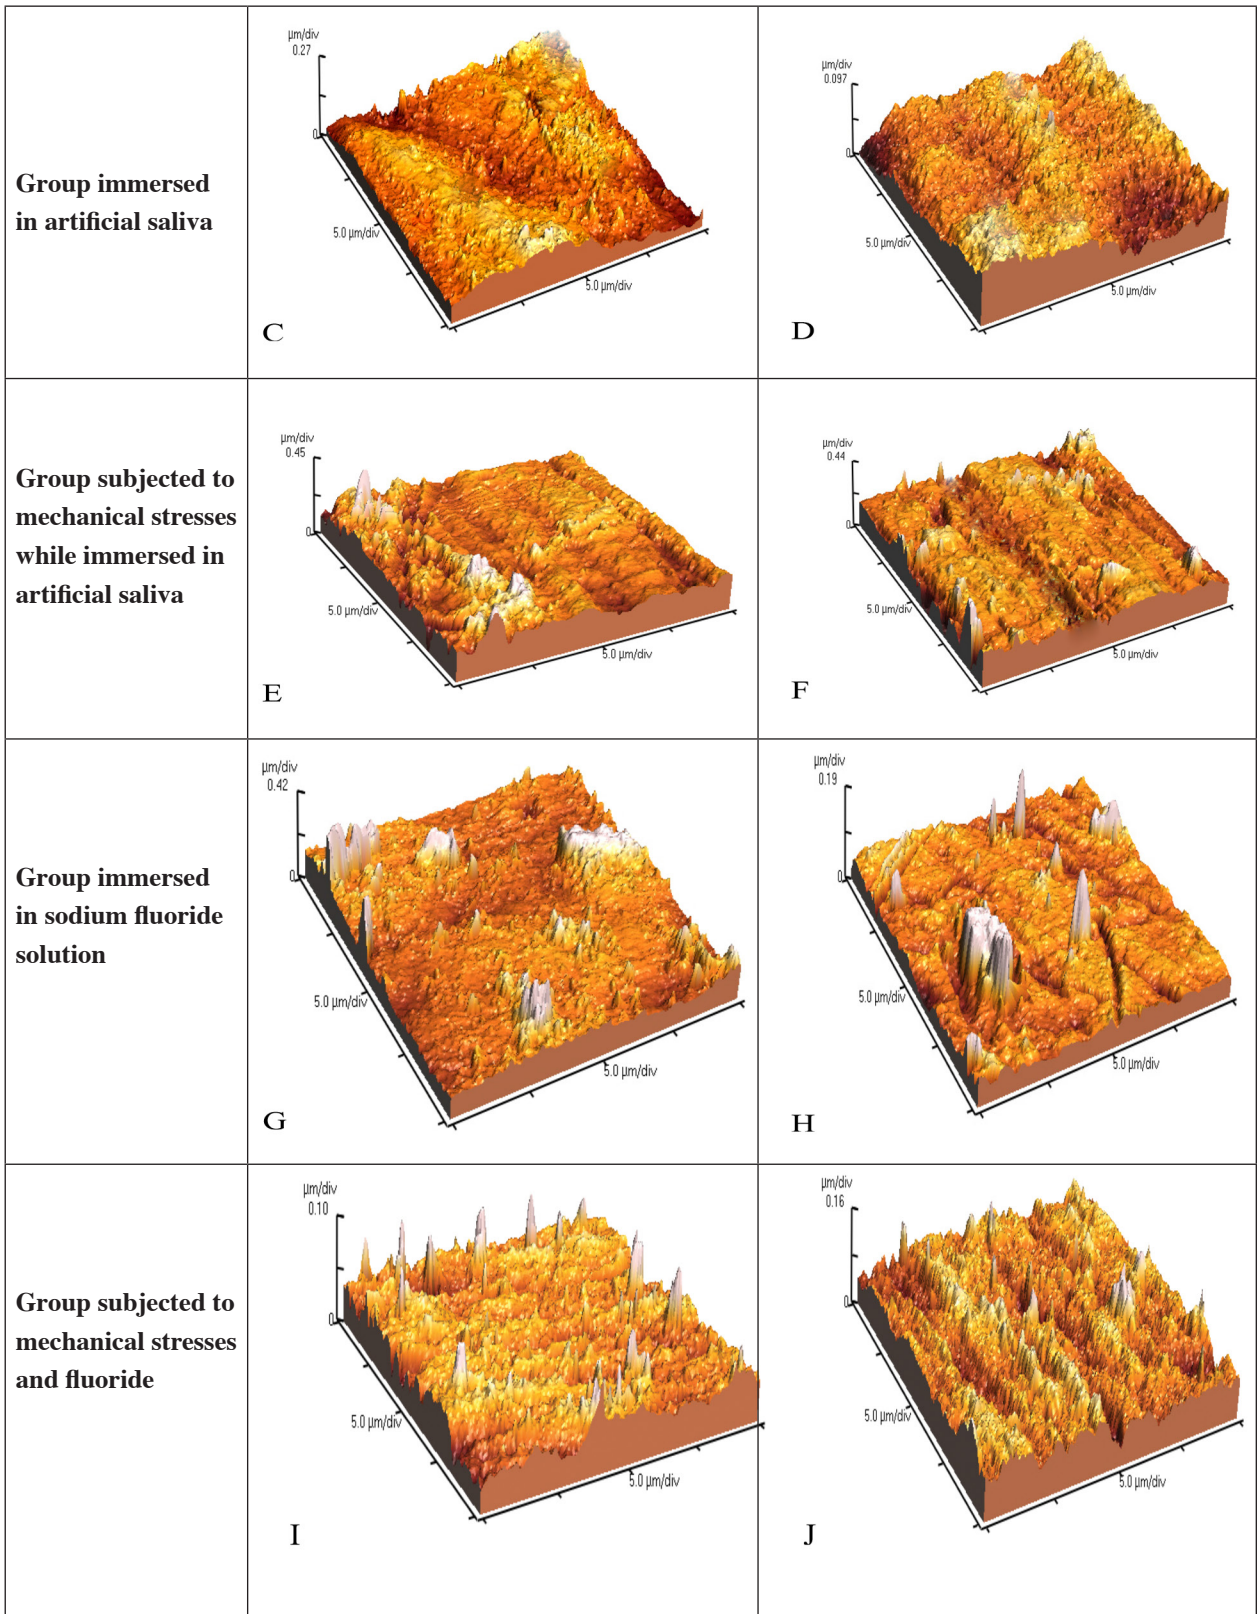 Group immersed
in artificial saliva
µm/div
0.27
0
5.0 µm/div
5.0 µm/div
C
µm/div
0.097
0
5.0 µm/div
5.0 µm/div
D
Group subjected to
mechanical stresses
while immersed in
artificial saliva
µm/div
0.45
0
5.0 µm/div
5.0 µm/div
E
µm/div
0.44
0
5.0 µm/div
5.0 µm/div
F
Group immersed
in sodium fluoride
solution
µm/div
0.42
0
5.0 µm/div
5.0 µm/div
G
µm/div
0.19
0
5.0 µm/div
5.0 µm/div
H
Group subjected to
mechanical stresses
and fluoride
µm/div
0.10
0
5.0 µm/div
5.0 µm/div
I
µm/div
0.16
0
5.0 µm/div
5.0 µm/div
J